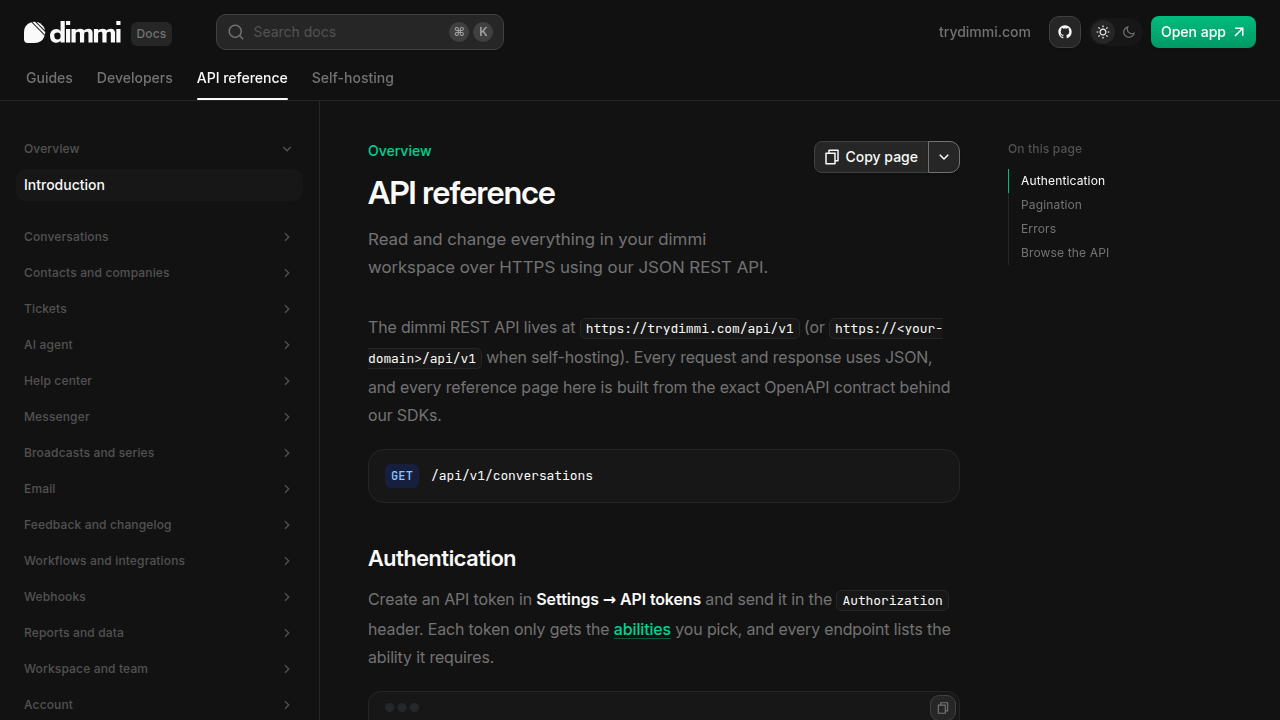 dimmi Docs
Search docs ⌘ K
trydimmi.com
Open app
Guides Developers API reference Self-hosting
Overview
Introduction
Conversations
Contacts and companies
Tickets
AI agent
Help center
Messenger
Broadcasts and series
Email
Feedback and changelog
Workflows and integrations
Webhooks
Reports and data
Workspace and team
Account
Overview
Copy page
API reference
Read and change everything in your dimmi
workspace over HTTPS using our JSON REST API.
The dimmi REST API lives at https://trydimmi.com/api/v1 (or https://<your-
domain>/api/v1 when self-hosting). Every request and response uses JSON,
and every reference page here is built from the exact OpenAPI contract behind
our SDKs.
GET /api/v1/conversations
Authentication
Create an API token in Settings → API tokens and send it in the Authorization
header. Each token only gets the abilities you pick, and every endpoint lists the
ability it requires.
On this page
Authentication
Pagination
Errors
Browse the API